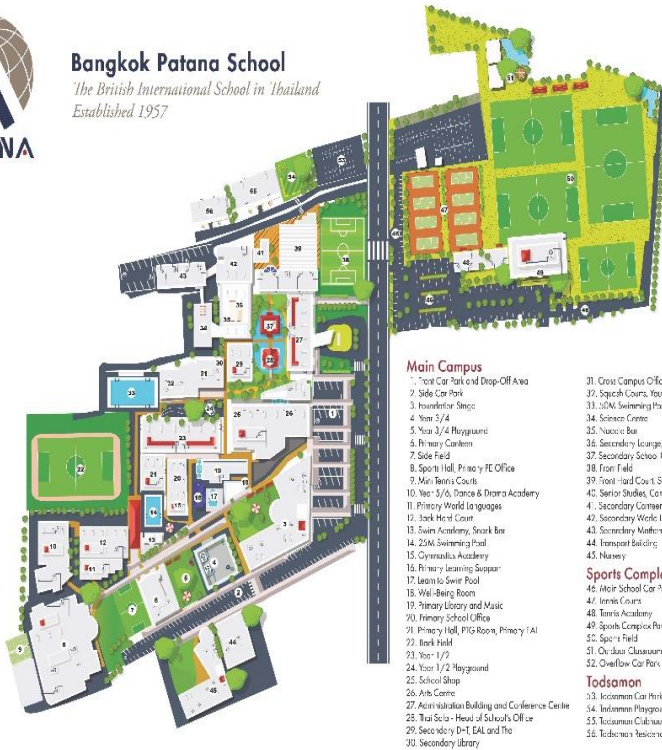 NA
Bangkok Patana School
The British International School in Thailand
Established 1957
Main Campus
1. Front Car Park and Drop-Off Area
2. Side Car Park
3. Foundation Stage
4. Year 3/4
5. Year 3/4 Playground
6. Primary Canteen
7. Side Field
8. Sports Hall, Primary PE Office
9. Mini Tennis Courts
10. Year 5/6, Dance & Drama Academy
11. Primary World Languages
12. Back Hard Court
13. Swim Academy, Snack Bar
14. 25M Swimming Pool
15. Gymnastics Academy
16. Primary Learning Support
17. Learn to Swim Pool
18. Well-Being Room
19. Primary Library and Music
20. Primary School Office
21. Primary Hall, PTG Room, Primary EAL
22. Back Field
23. Year 1/2
24. Year 1/2 Playground
25. School Shop
26. Arts Centre
27. Administration Building and Conference Centre
28. Thai Sala - Head of School's Office
29. Secondary D+T, EAL and Tha
30. Secondary Library
31. Cross Campus Offic
32. Squash Courts, You
33. 50M Swimming Po
34. Science Centre
35. Noodle Bar
36. Secondary Lounge,
37. Secondary School
38. Front Field
39. Front Hard Court, S
40. Senior Studies, Ca
41. Secondary Canteen
42. Secondary World L
43. Secondary Mathem
44. Transport Building
45. Nursery
Sports Comple
46. Main School Car P
47. Tennis Courts
48. Tennis Academy
49. Sports Complex Par
50. Sports Field
51. Outdoor Classroom
52. Overflow Car Park
Todsamon
53. Todsamon Car Park
54. Todsamon Playgrou
55. Todsamon Clubhou
56. Todsamon Residenc